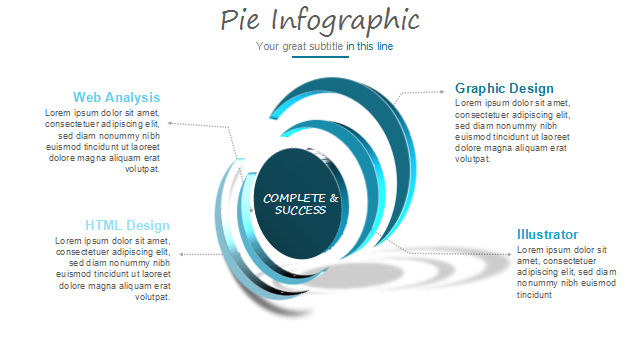 Pie Infographic
Your great subtitle in this line
Web Analysis
Lorem ipsum dolor sit amet,
consectetuer adipiscing elit,
sed diam nonummy nibh
euismod tincidunt ut laoreet
dolore magna aliquam erat
volutpat.
Graphic Design
Lorem ipsum dolor sit
amet, consectetuer
adipiscing elit, sed diam
nonummy nibh euismod
tincidunt ut laoreet dolore
magna aliquam erat
volutpat.
COMPLETE &
SUCCESS
HTML Design
Lorem ipsum dolor sit amet,
consectetuer adipiscing elit,
sed diam nonummy nibh
euismod tincidunt ut laoreet
dolore magna aliquam erat
volutpat.
Illustrator
Lorem ipsum dolor sit
amet, consectetuer
adipiscing elit, sed diam
nonummy nibh euismod
tincidunt